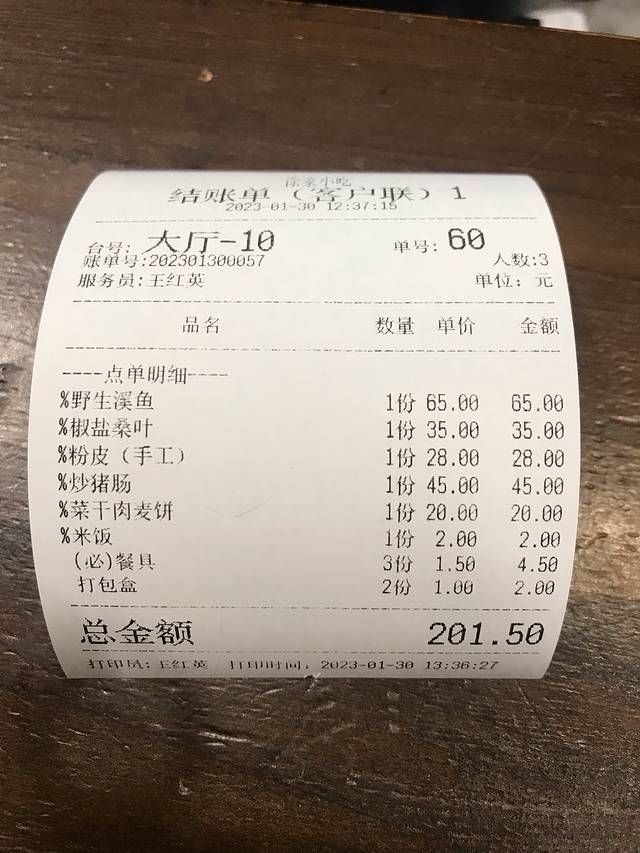 徐家小吃
结账单（客户联）1
2023-01-30 12:37:15
台号: 大厅-10 单号: 60
账单号:202301300057 人数:3
服务员:王红英 单位: 元
品名 数量 单价 金额
----点单明细----
%野生溪鱼 1份 65.00 65.00
%椒盐桑叶 1份 35.00 35.00
%粉皮（手工） 1份 28.00 28.00
%炒猪肠 1份 45.00 45.00
%菜干肉麦饼 1份 20.00 20.00
%米饭 1份 2.00 2.00
(必)餐具 3份 1.50 4.50
打包盒 2份 1.00 2.00
总金额 201.50
打印员:王红英 打印时间: 2023-01-30 13:36:27